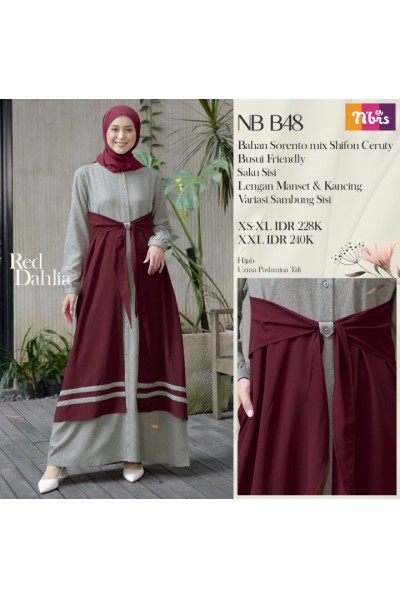 Nbrs
NB B48
Bahan Sorento mix Shifon Ceruty
Busui Friendly
Saku Sisi
Lengan Manset & Kancing
Variasi Sambung Sisi
XS-XL IDR 228K
XXL IDR 240K
Hijab
Uzma Pashmina Tali
Red
Dahlia